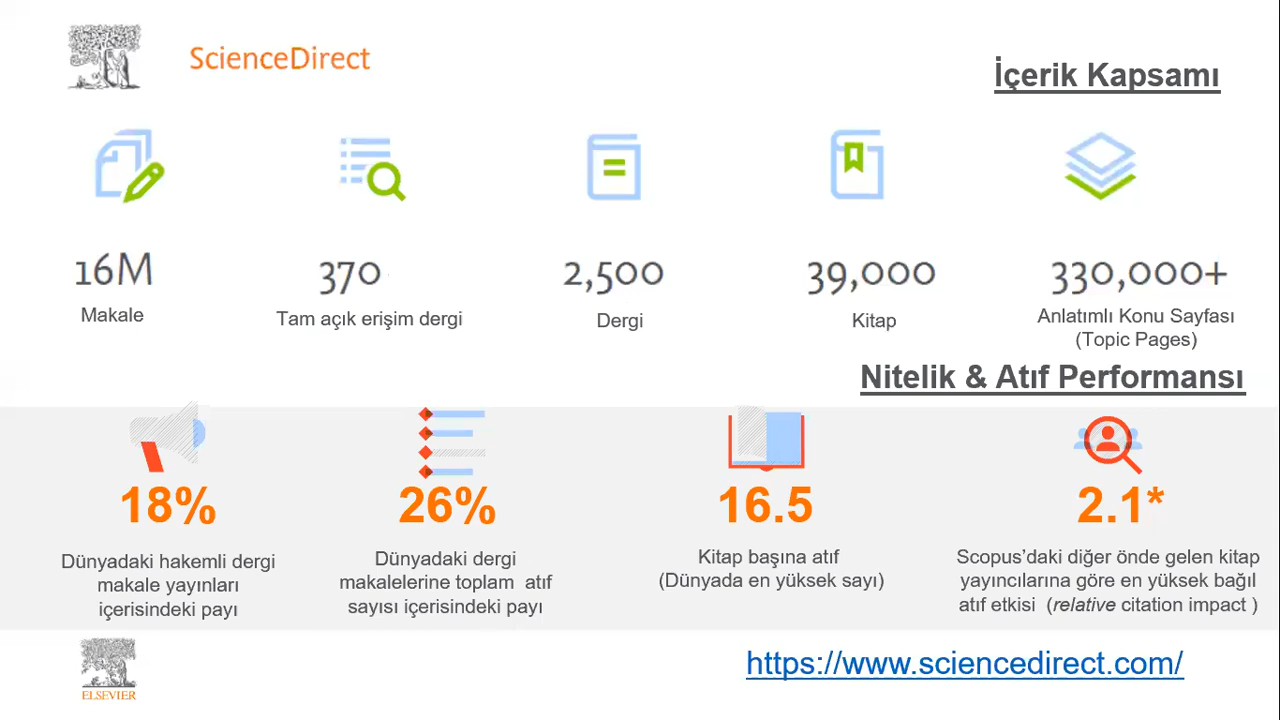 ScienceDirect
İçerik Kapsamı
16M
Makale
370
Tam açık erişim dergi
2,500
Dergi
39,000
Kitap
330,000+
Anlatımlı Konu Sayfası
(Topic Pages)
Nitelik & Atıf Performansı
18%
Dünyadaki hakemli dergi
makale yayınları
içerisindeki payı
26%
Dünyadaki dergi
makalelerine toplam atıf
sayısı içerisindeki payı
16.5
Kitap başına atıf
(Dünyada en yüksek sayı)
2.1*
Scopus’daki diğer önde gelen kitap
yayıncılarına göre en yüksek bağıl
atıf etkisi (relative citation impact )
ELSEVIER
https://www.sciencedirect.com/